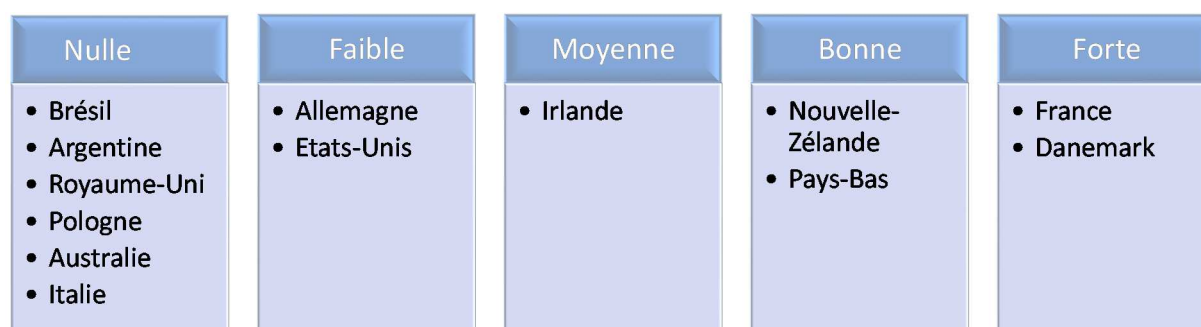 Nulle
• Brésil
• Argentine
• Royaume-Uni
• Pologne
• Australie
• Italie
Faible
• Allemagne
• Etats-Unis
Moyenne
• Irlande
Bonne
• Nouvelle-
Zélande
• Pays-Bas
Forte
• France
• Danemark